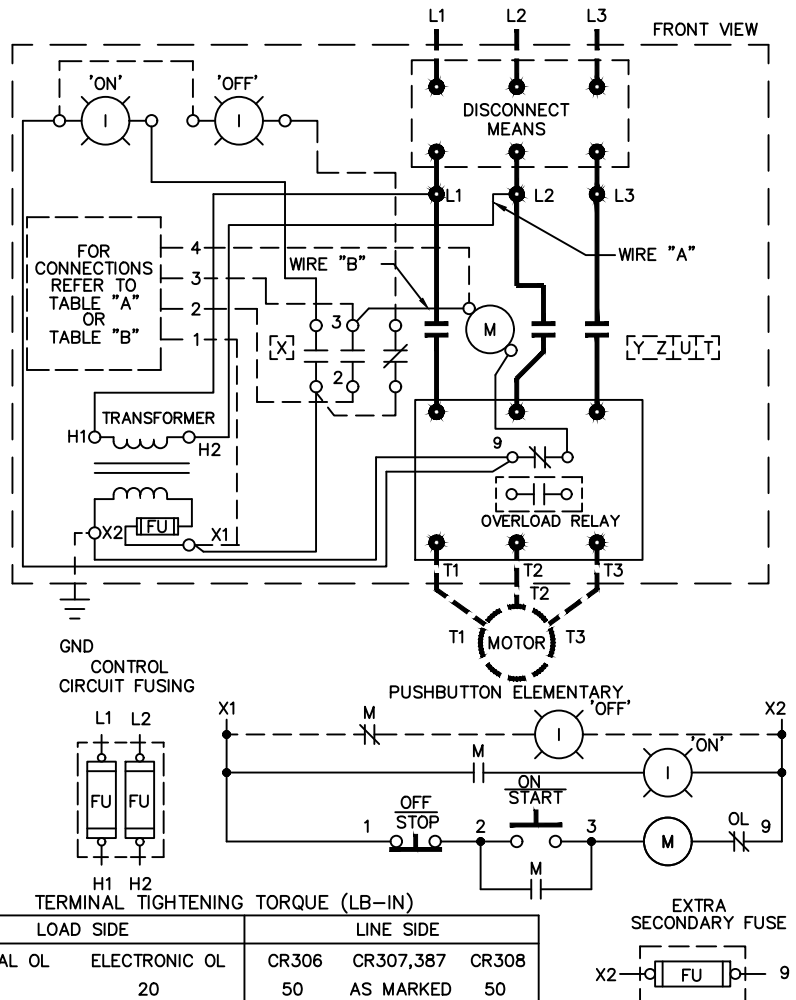 L1 L2 L3
FRONT VIEW
'ON' 'OFF'
I I
DISCONNECT
MEANS
L1 L2 L3
WIRE "A"
WIRE "B"
FOR
CONNECTIONS
REFER TO
TABLE "A"
OR
TABLE "B"
4
3
2
1
X
3
2
M
Y Z U T
TRANSFORMER
H1 H2
FU
X2 X1
9
OVERLOAD RELAY
T1 T2 T3
T2
T1 MOTOR T3
GND
CONTROL
CIRCUIT FUSING
L1 L2
FU FU
H1 H2
PUSHBUTTON ELEMENTARY
X1 X2
M I 'OFF'
M I 'ON'
OFF
STOP
ON
START
1 2 3 M OL 9
M
TERMINAL TIGHTENING TORQUE (LB-IN)
LOAD SIDE LINE SIDE
AL OL ELECTRONIC OL CR306 CR307,387 CR308
20 50 AS MARKED 50
EXTRA
SECONDARY FUSE
X2 FU 9